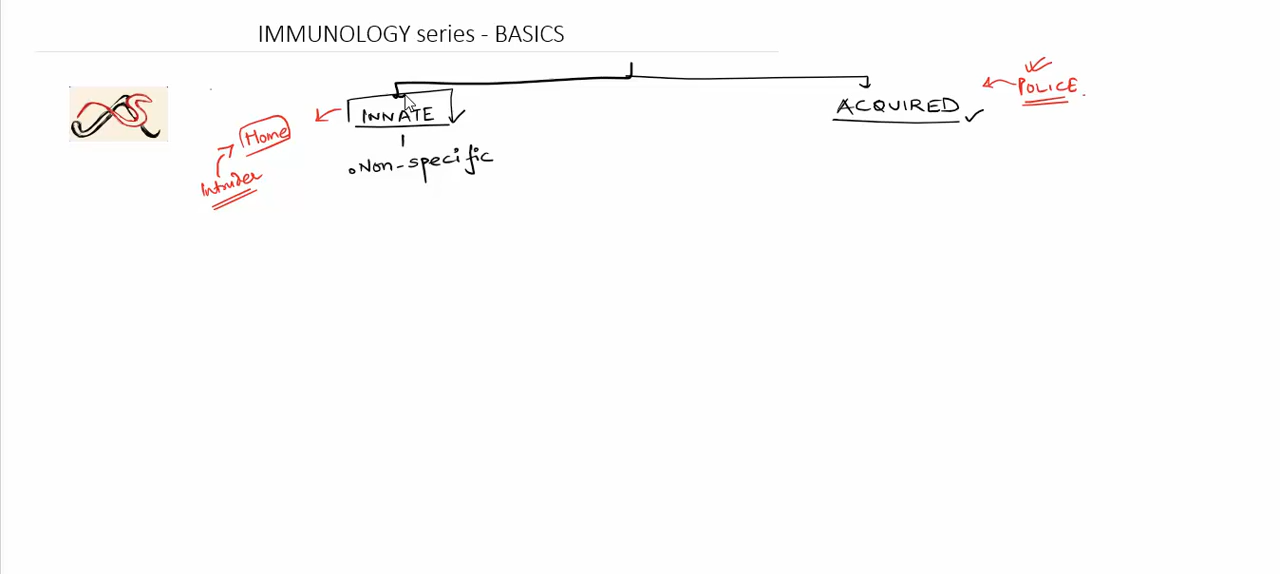 IMMUNOLOGY series - BASICS
INNATE
ACQUIRED
POLICE.
Home
Intruder
Non-specific